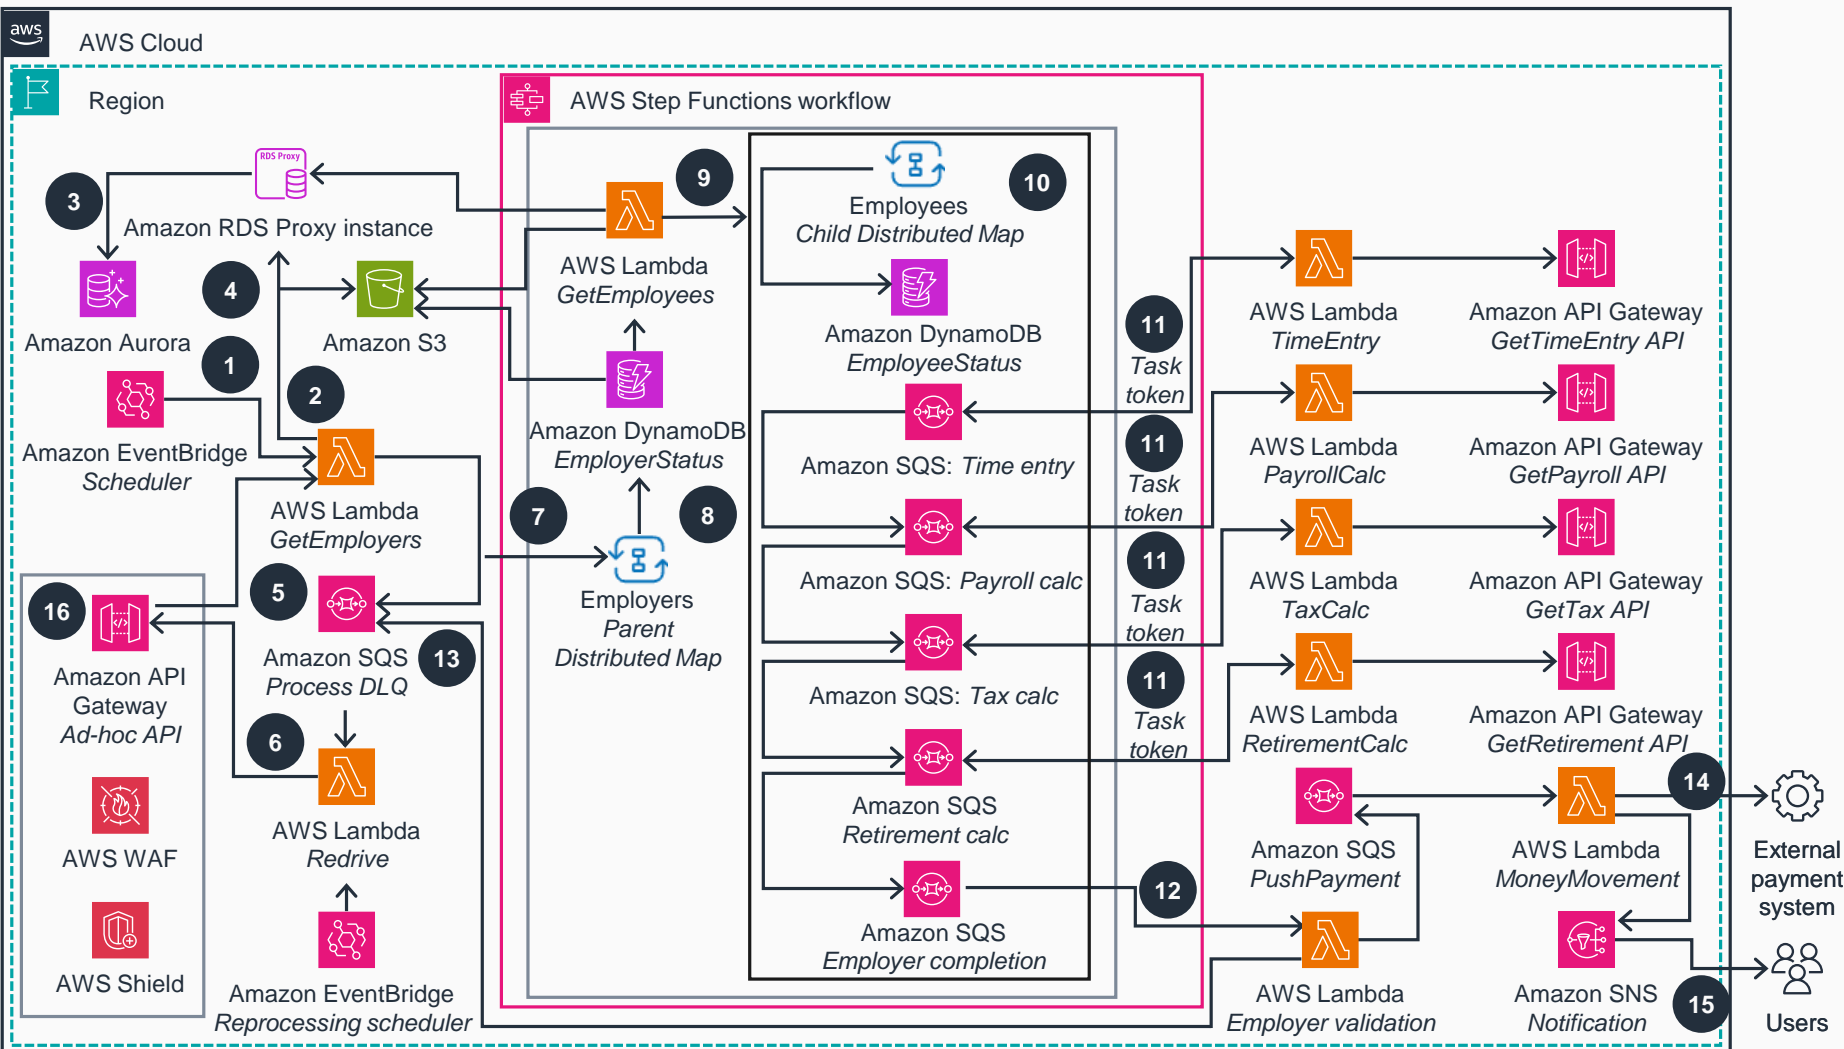 aws
AWS Cloud
Region
AWS Step Functions workflow
RDS Proxy
Amazon RDS Proxy instance
3
4
1
2
Amazon Aurora
Amazon S3
Amazon EventBridge
Scheduler
AWS Lambda
GetEmployers
5
Amazon SQS
Process DLQ
13
6
AWS Lambda
Redrive
Amazon EventBridge
Reprocessing scheduler
16
Amazon API
Gateway
Ad-hoc API
AWS WAF
AWS Shield
9
AWS Lambda
GetEmployees
Amazon DynamoDB
EmployerStatus
7
8
Employers
Parent
Distributed Map
10
Employees
Child Distributed Map
Amazon DynamoDB
EmployeeStatus
Amazon SQS: Time entry
Amazon SQS: Payroll calc
Amazon SQS: Tax calc
Amazon SQS
Retirement calc
Amazon SQS
Employer completion
11
Task
token
11
Task
token
11
Task
token
11
Task
token
12
AWS Lambda
TimeEntry
Amazon API Gateway
GetTimeEntry API
AWS Lambda
PayrollCalc
Amazon API Gateway
GetPayroll API
AWS Lambda
TaxCalc
Amazon API Gateway
GetTax API
AWS Lambda
RetirementCalc
Amazon API Gateway
GetRetirement API
Amazon SQS
PushPayment
AWS Lambda
MoneyMovement
14
External
payment
system
AWS Lambda
Employer validation
Amazon SNS
Notification
15
Users